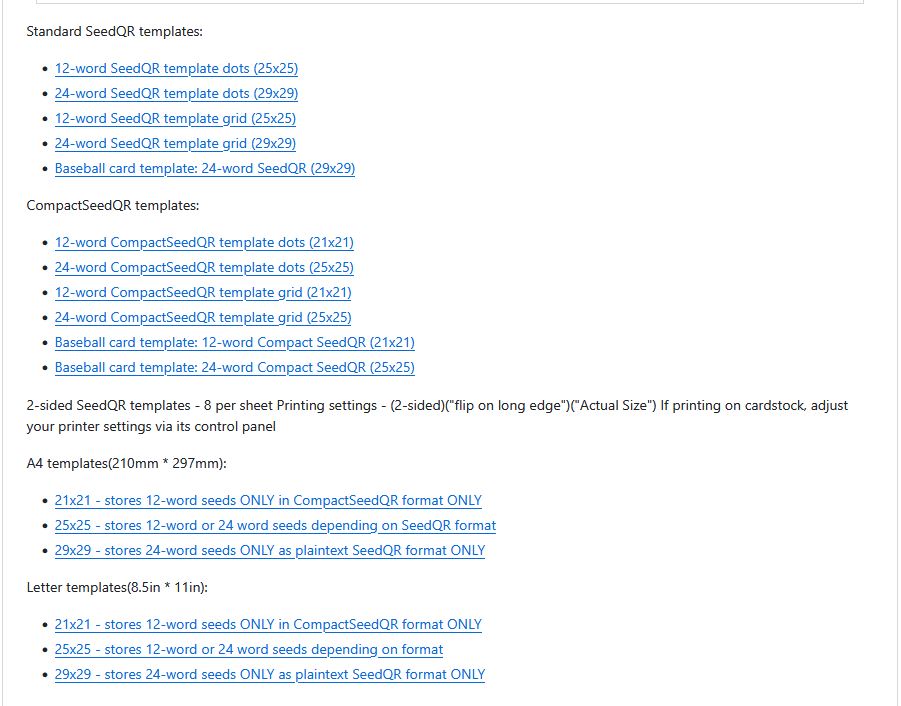 Standard SeedQR templates:
12-word SeedQR template dots (25x25)
24-word SeedQR template dots (29x29)
12-word SeedQR template grid (25x25)
24-word SeedQR template grid (29x29)
Baseball card template: 24-word SeedQR (29x29)
CompactSeedQR templates:
12-word CompactSeedQR template dots (21x21)
24-word CompactSeedQR template dots (25x25)
12-word CompactSeedQR template grid (21x21)
24-word CompactSeedQR template grid (25x25)
Baseball card template: 12-word Compact SeedQR (21x21)
Baseball card template: 24-word Compact SeedQR (25x25)
2-sided SeedQR templates - 8 per sheet Printing settings - (2-sided)("flip on long edge")("Actual Size") If printing on cardstock, adjust
your printer settings via its control panel
A4 templates(210mm * 297mm):
21x21 - stores 12-word seeds ONLY in CompactSeedQR format ONLY
25x25 - stores 12-word or 24 word seeds depending on SeedQR format
29x29 - stores 24-word seeds ONLY as plaintext SeedQR format ONLY
Letter templates(8.5in * 11in):
21x21 - stores 12-word seeds ONLY in CompactSeedQR format ONLY
25x25 - stores 12-word or 24 word seeds depending on format
29x29 - stores 24-word seeds ONLY as plaintext SeedQR format ONLY